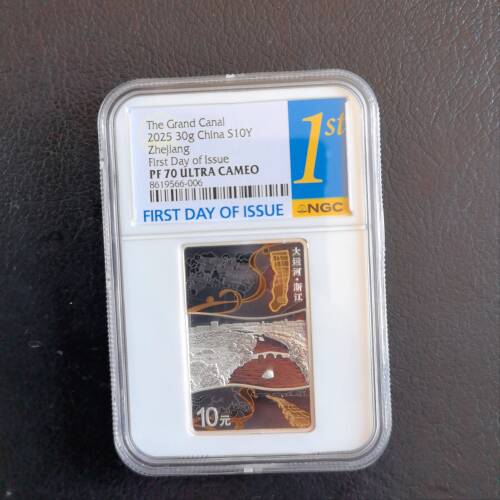 The Grand Canal
2025 30g China S10Y
Zhejiang
First Day of Issue
PF 70 ULTRA CAMEO
8619566-006
FIRST DAY OF ISSUE
1st
NGC
大运河·浙江
10元